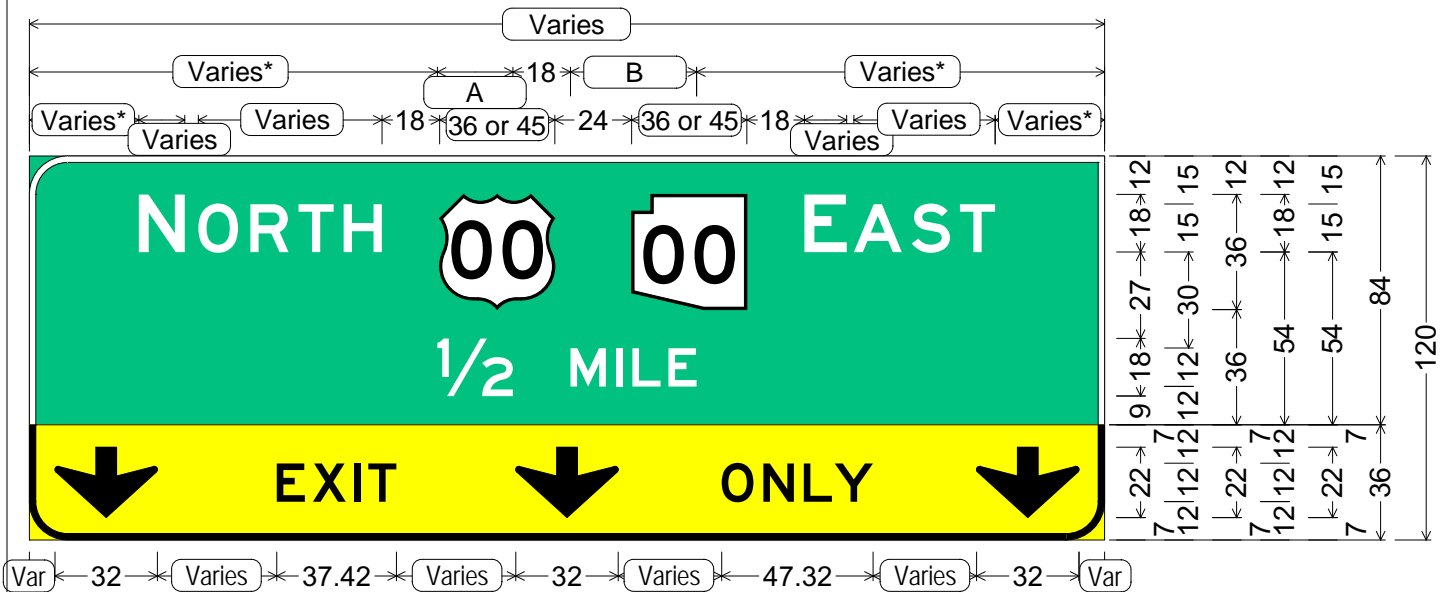 Varies
Varies* 18 B Varies*
A
Varies* Varies 18 36 or 45 24 36 or 45 18 Varies Varies*
Varies Varies
NORTH 00 00 EAST
1/2 MILE
EXIT ONLY
12 15 12 12 15
18 15 36 18 15
27 30 54 54 84 120
18 12 36
9 12
7 12 7 12 7
22 12 22 12 22 36
7 12 7 12 7
Var 32 Varies 37.42 Varies 32 Varies 47.32 Varies 32 Var